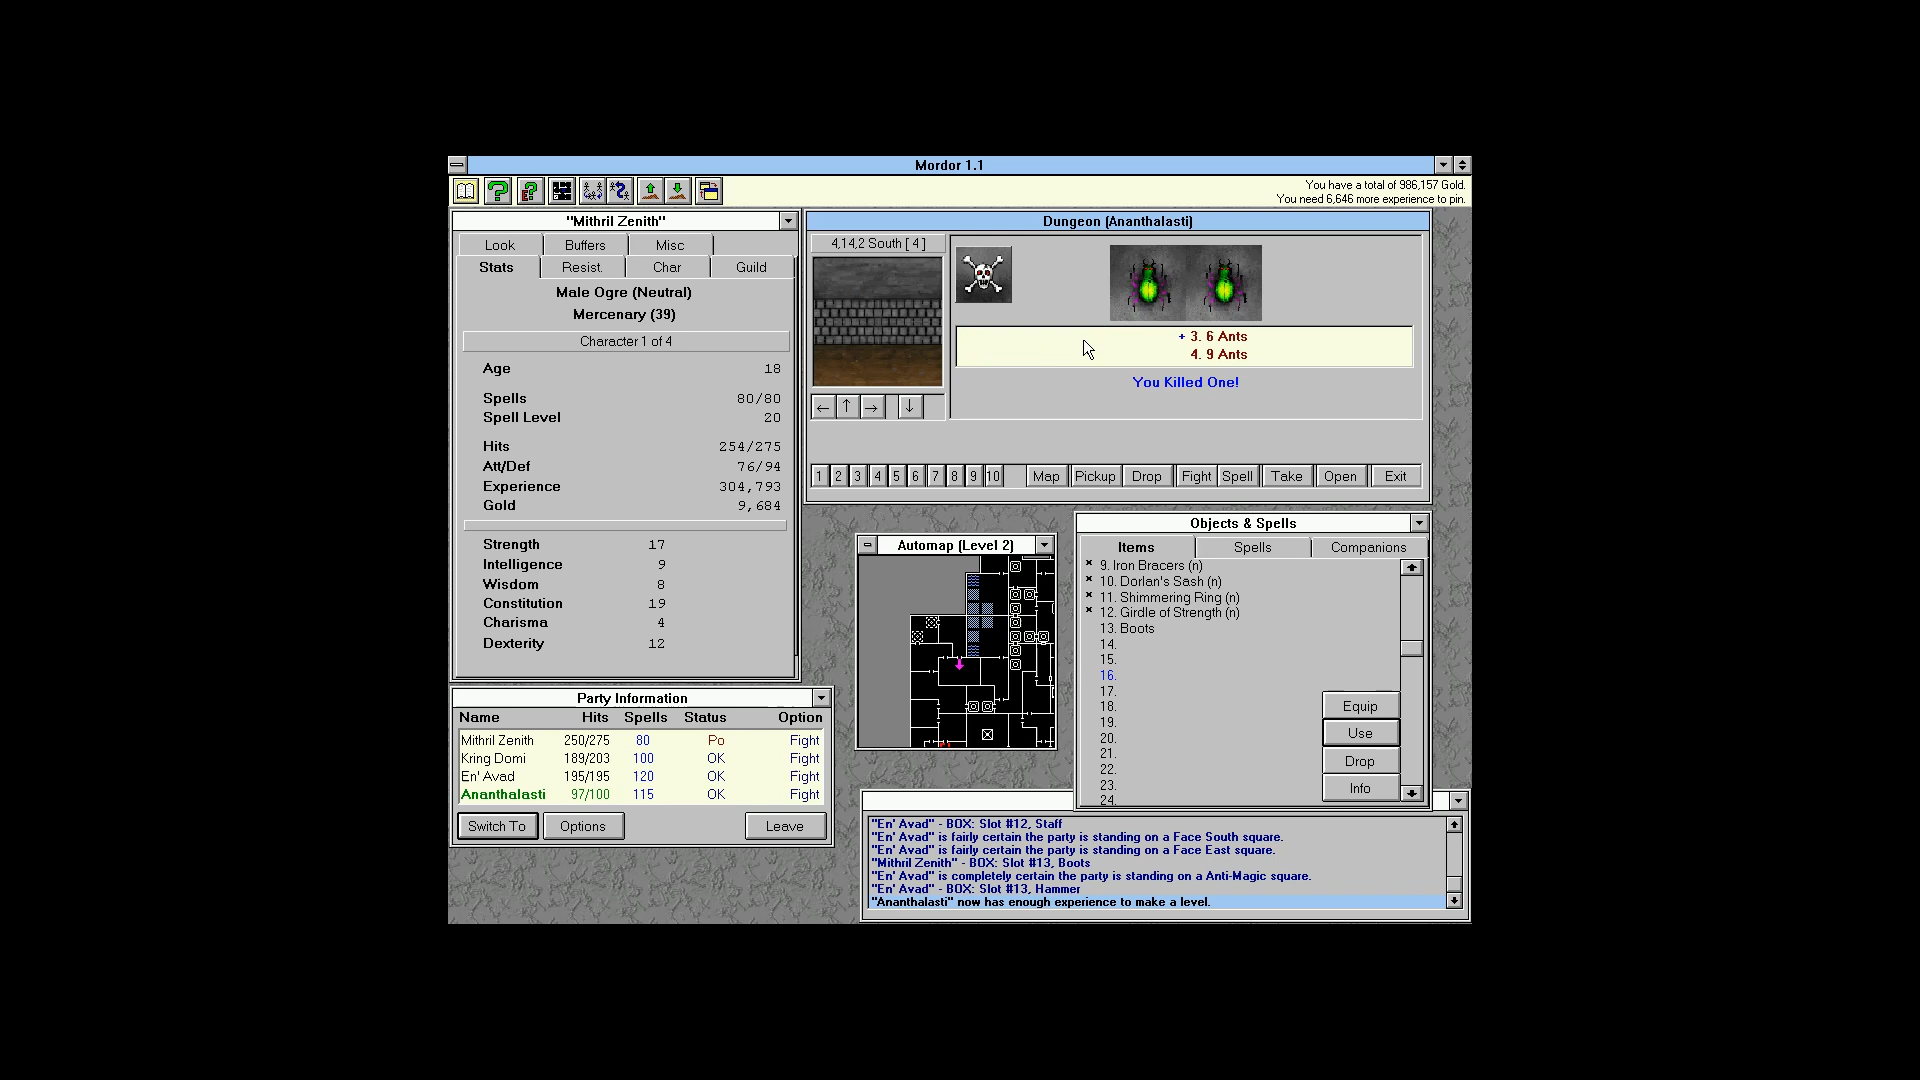 Mordor 1.1
You have a total of 986,157 Gold.
You need 6,646 more experience to pin.
"Mithril Zenith"
Look Buffers Misc
Stats Resist. Char Guild
Male Ogre (Neutral)
Mercenary (39)
Character 1 of 4
Age 18
Spells 80/80
Spell Level 20
Hits 254/275
Att/Def 76/94
Experience 304,793
Gold 9,684
Strength 17
Intelligence 9
Wisdom 8
Constitution 19
Charisma 4
Dexterity 12
Dungeon (Ananthalasti)
4,14,2 South [ 4 ]
+ 3. 6 Ants
4. 9 Ants
You Killed One!
1 2 3 4 5 6 7 8 9 10 Map Pickup Drop Fight Spell Take Open Exit
Party Information
Name Hits Spells Status Option
Mithril Zenith 250/275 80 Po Fight
Kring Domi 189/203 100 OK Fight
En' Avad 195/195 120 OK Fight
Ananthalasti 97/100 115 OK Fight
Switch To Options Leave
Automap (Level 2)
Objects & Spells
Items Spells Companions
× 9. Iron Bracers (n)
× 10. Dorlan's Sash (n)
× 11. Shimmering Ring (n)
× 12. Girdle of Strength (n)
13. Boots
14.
15.
16.
17.
18.
19.
20.
21.
22.
23.
24.
Equip
Use
Drop
Info
"En' Avad" - BOX: Slot #12, Staff
"En' Avad" is fairly certain the party is standing on a Face South square.
"En' Avad" is fairly certain the party is standing on a Face East square.
"Mithril Zenith" - BOX: Slot #13, Boots
"En' Avad" is completely certain the party is standing on a Anti-Magic square.
"En' Avad" - BOX: Slot #13, Hammer
"Ananthalasti" now has enough experience to make a level.